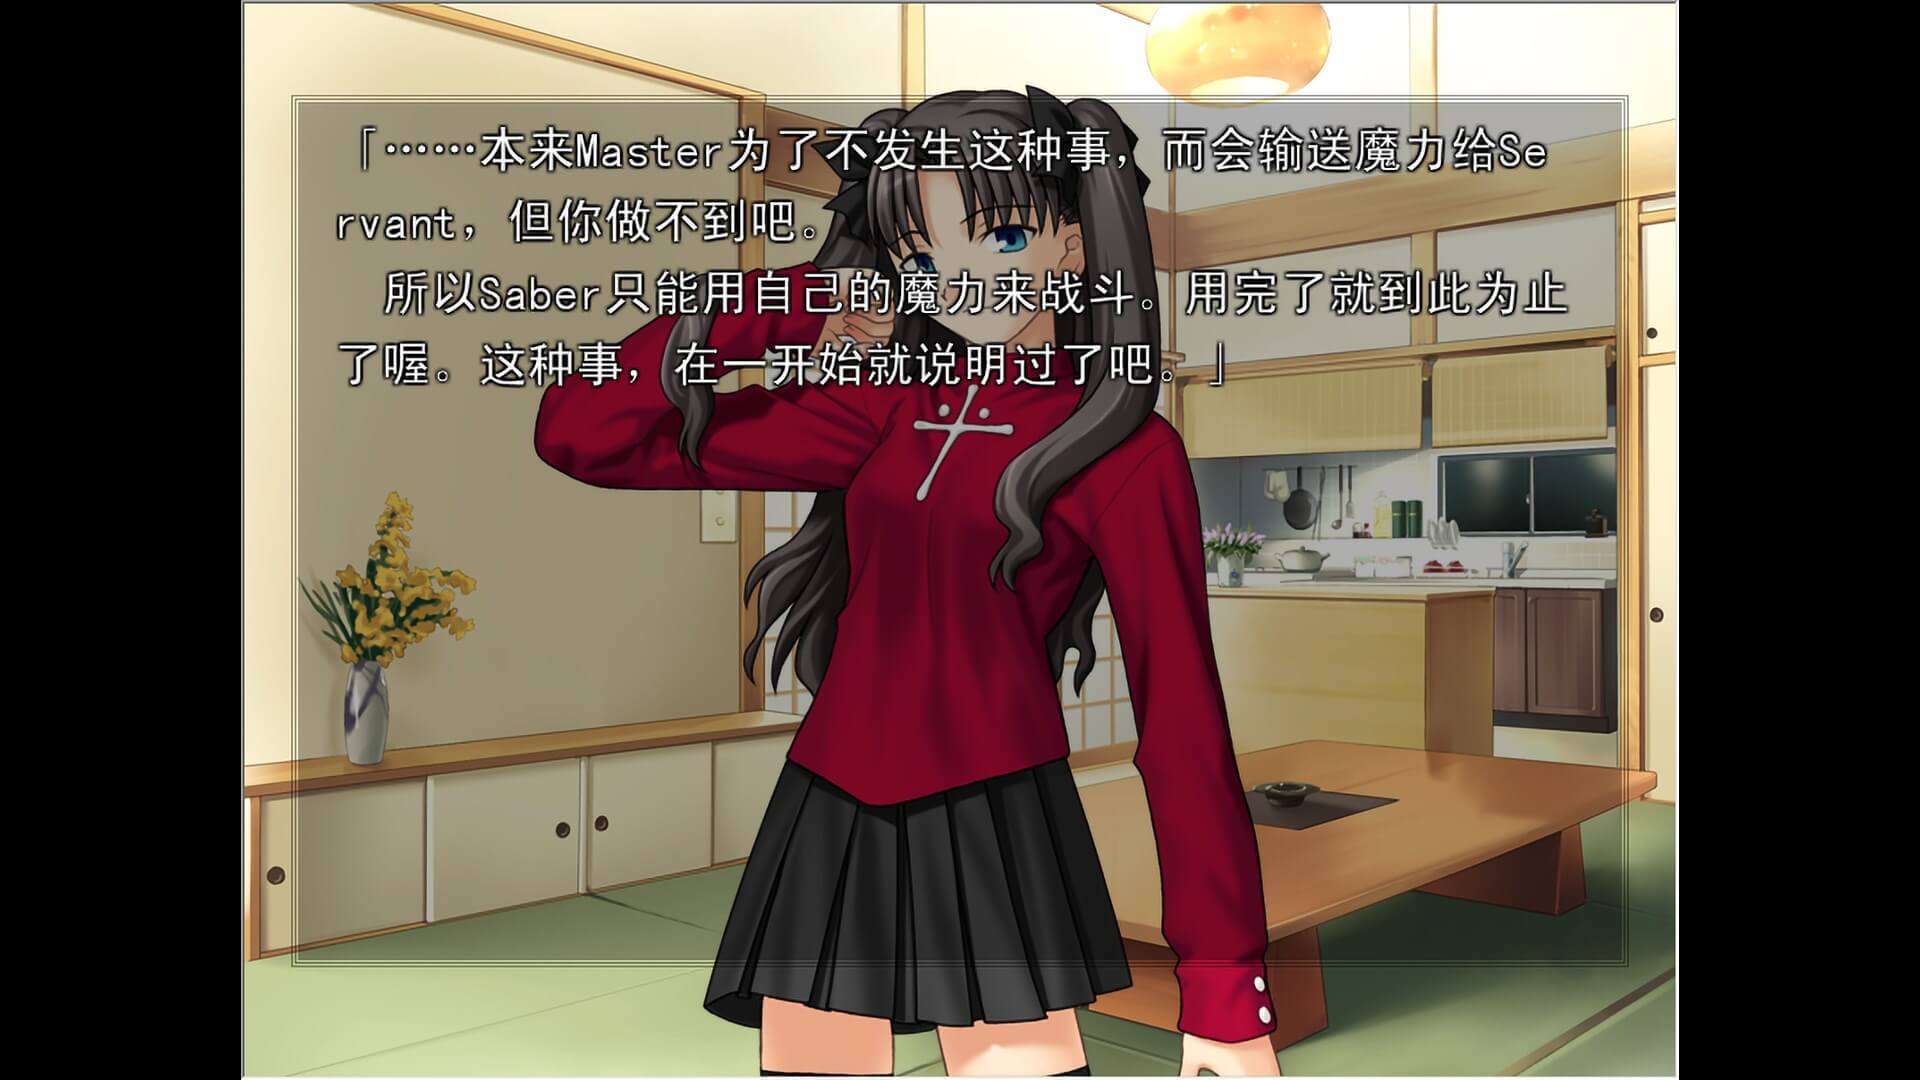 「……本来Master为了不发生这种事，而会输送魔力给Se
rvant，但你做不到吧。
所以Saber只能用自己的魔力来战斗。用完了就到此为止
了喔。这种事，在一开始就说明过了吧。」